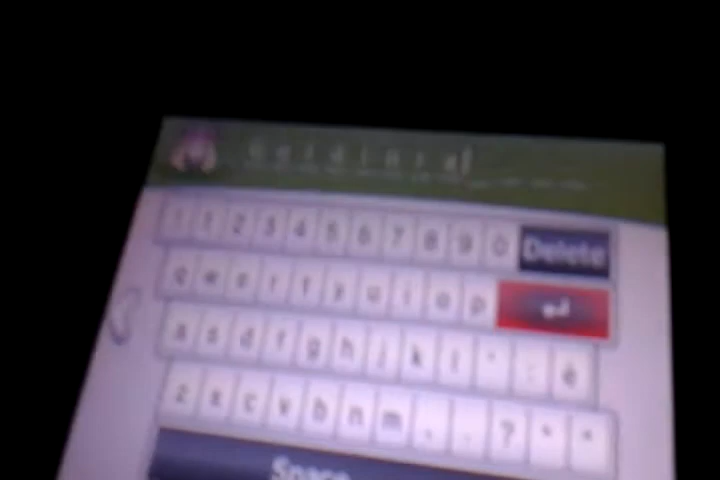 1 2 3 4 5 6 7 8 9 0 Delete
q w e r t y u i o p
a s d f g h j k l ' : é
z x c v b n m , . ?
Space